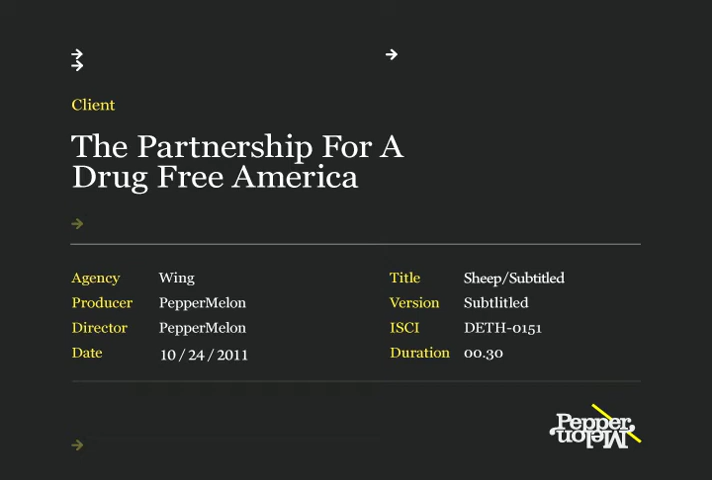 Client
The Partnership For A
Drug Free America
Agency Wing
Producer PepperMelon
Director PepperMelon
Date 10 / 24 / 2011
Title Sheep/Subtitled
Version Subtlitled
ISCI DETH-0151
Duration 00.30
Pepper
Melon